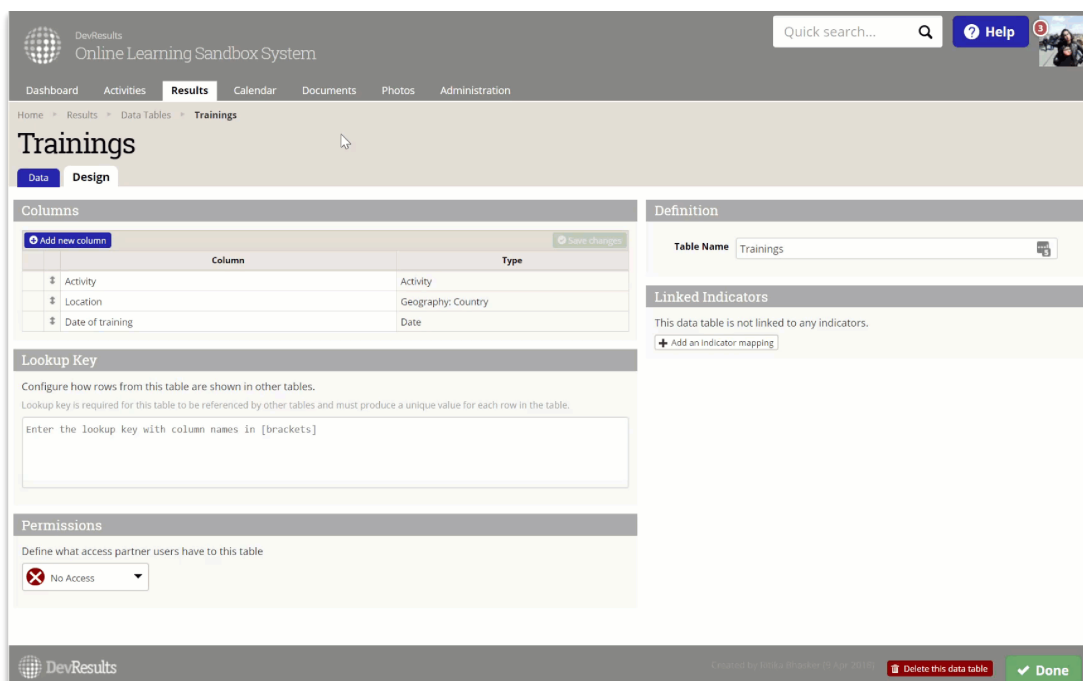 DevResults
Online Learning Sandbox System
Quick search...
Help
3
Dashboard Activities Results Calendar Documents Photos Administration
Home Results Data Tables Trainings
Trainings
Data Design
Columns
Add new column Save changes
Column Type
Activity Activity
Location Geography: Country
Date of training Date
Lookup Key
Configure how rows from this table are shown in other tables.
Lookup key is required for this table to be referenced by other tables and must produce a unique value for each row in the table.
Enter the lookup key with column names in [brackets]
Permissions
Define what access partner users have to this table
No Access
Definition
Table Name Trainings
Linked Indicators
This data table is not linked to any indicators.
Add an indicator mapping
DevResults
Created by
Delete this data table
Done